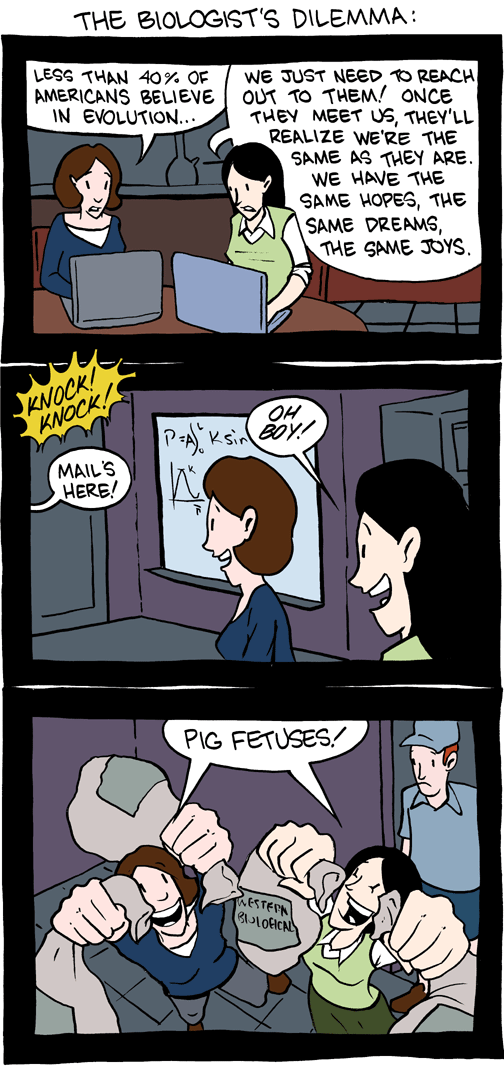 THE BIOLOGIST'S DILEMMA:
LESS THAN 40% OF
AMERICANS BELIEVE
IN EVOLUTION...
WE JUST NEED TO REACH
OUT TO THEM! ONCE
THEY MEET US, THEY'LL
REALIZE WE'RE THE
SAME AS THEY ARE.
WE HAVE THE
SAME HOPES, THE
SAME DREAMS,
THE SAME JOYS.
KNOCK!
KNOCK!
MAIL'S
HERE!
OH
BOY!
P=A∫ K sin
K
PIG FETUSES!
WESTERN
BIOLOGICAL